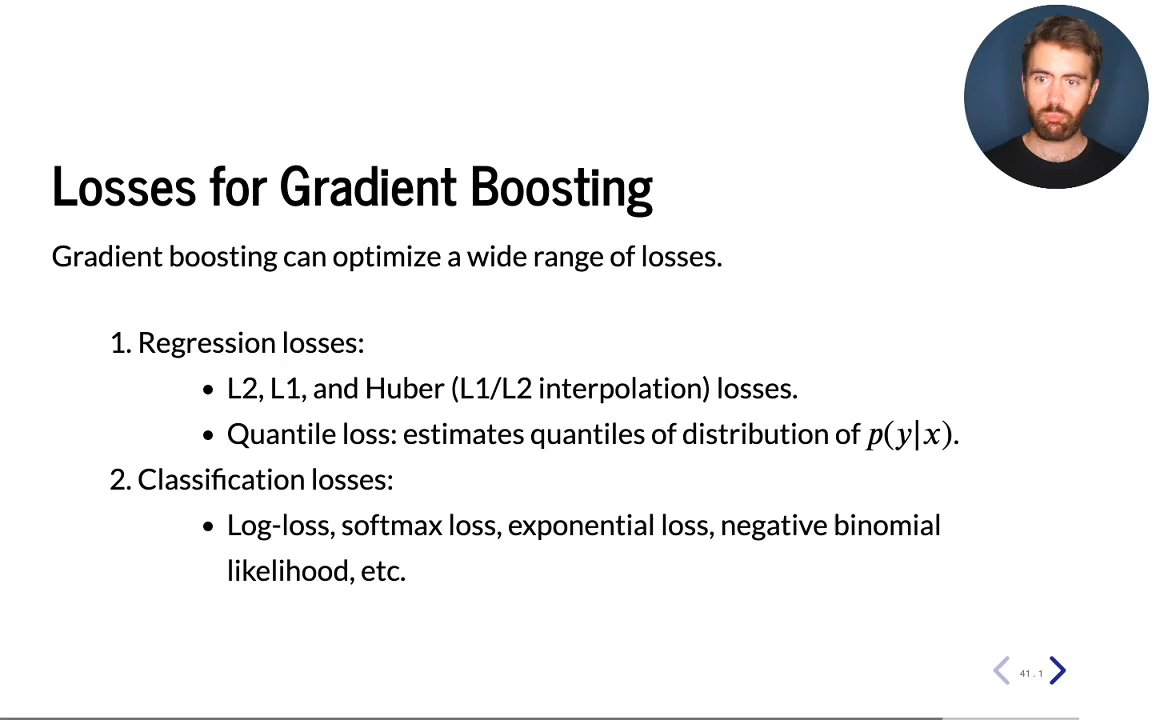 Losses for Gradient Boosting
Gradient boosting can optimize a wide range of losses.
1. Regression losses:
• L2, L1, and Huber (L1/L2 interpolation) losses.
• Quantile loss: estimates quantiles of distribution of p(y|x).
2. Classification losses:
• Log-loss, softmax loss, exponential loss, negative binomial
likelihood, etc.
41 . 1